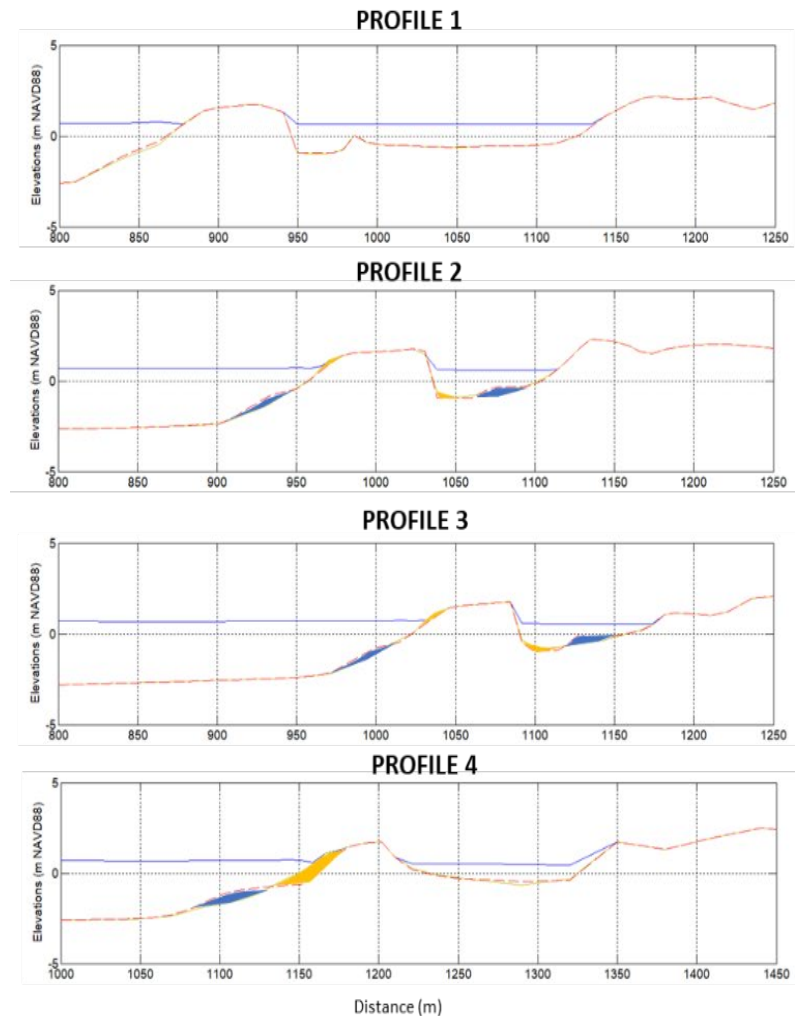 PROFILE 1
5
0
-5
Elevations (m NAVD88)
800 850 900 950 1000 1050 1100 1150 1200 1250
PROFILE 2
5
0
-5
Elevations (m NAVD88)
800 850 900 950 1000 1050 1100 1150 1200 1250
PROFILE 3
5
0
-5
Elevations (m NAVD88)
800 850 900 950 1000 1050 1100 1150 1200 1250
PROFILE 4
5
0
-5
Elevations (m NAVD88)
1000 1050 1100 1150 1200 1250 1300 1350 1400 1450
Distance (m)